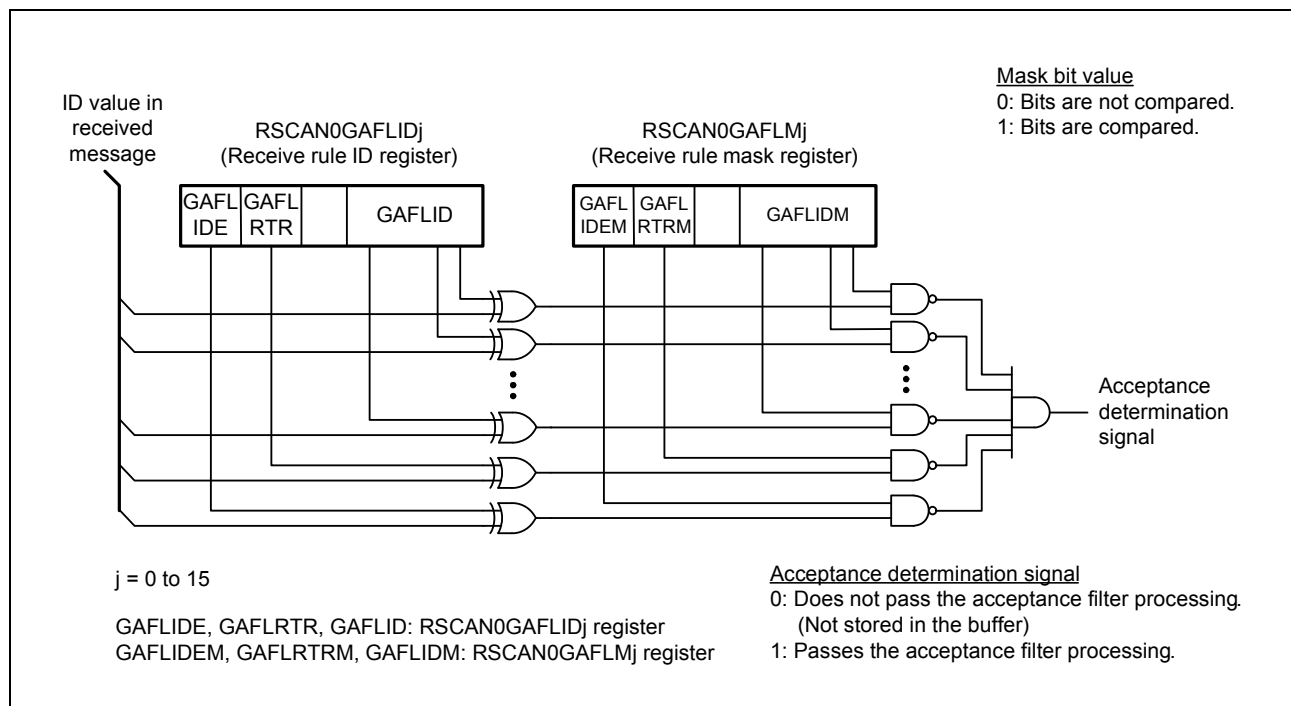 Mask bit value
0: Bits are not compared.
1: Bits are compared.
ID value in
received
message
RSCAN0GAFLIDj
(Receive rule ID register)
RSCAN0GAFLMj
(Receive rule mask register)
GAFL
IDE
GAFL
RTR
GAFLID
GAFL
IDEM
GAFL
RTRM
GAFLIDM
Acceptance
determination
signal
j = 0 to 15
GAFLIDE, GAFLRTR, GAFLID: RSCAN0GAFLIDj register
GAFLIDEM, GAFLRTRM, GAFLIDM: RSCAN0GAFLMj register
Acceptance determination signal
0: Does not pass the acceptance filter processing.
(Not stored in the buffer)
1: Passes the acceptance filter processing.